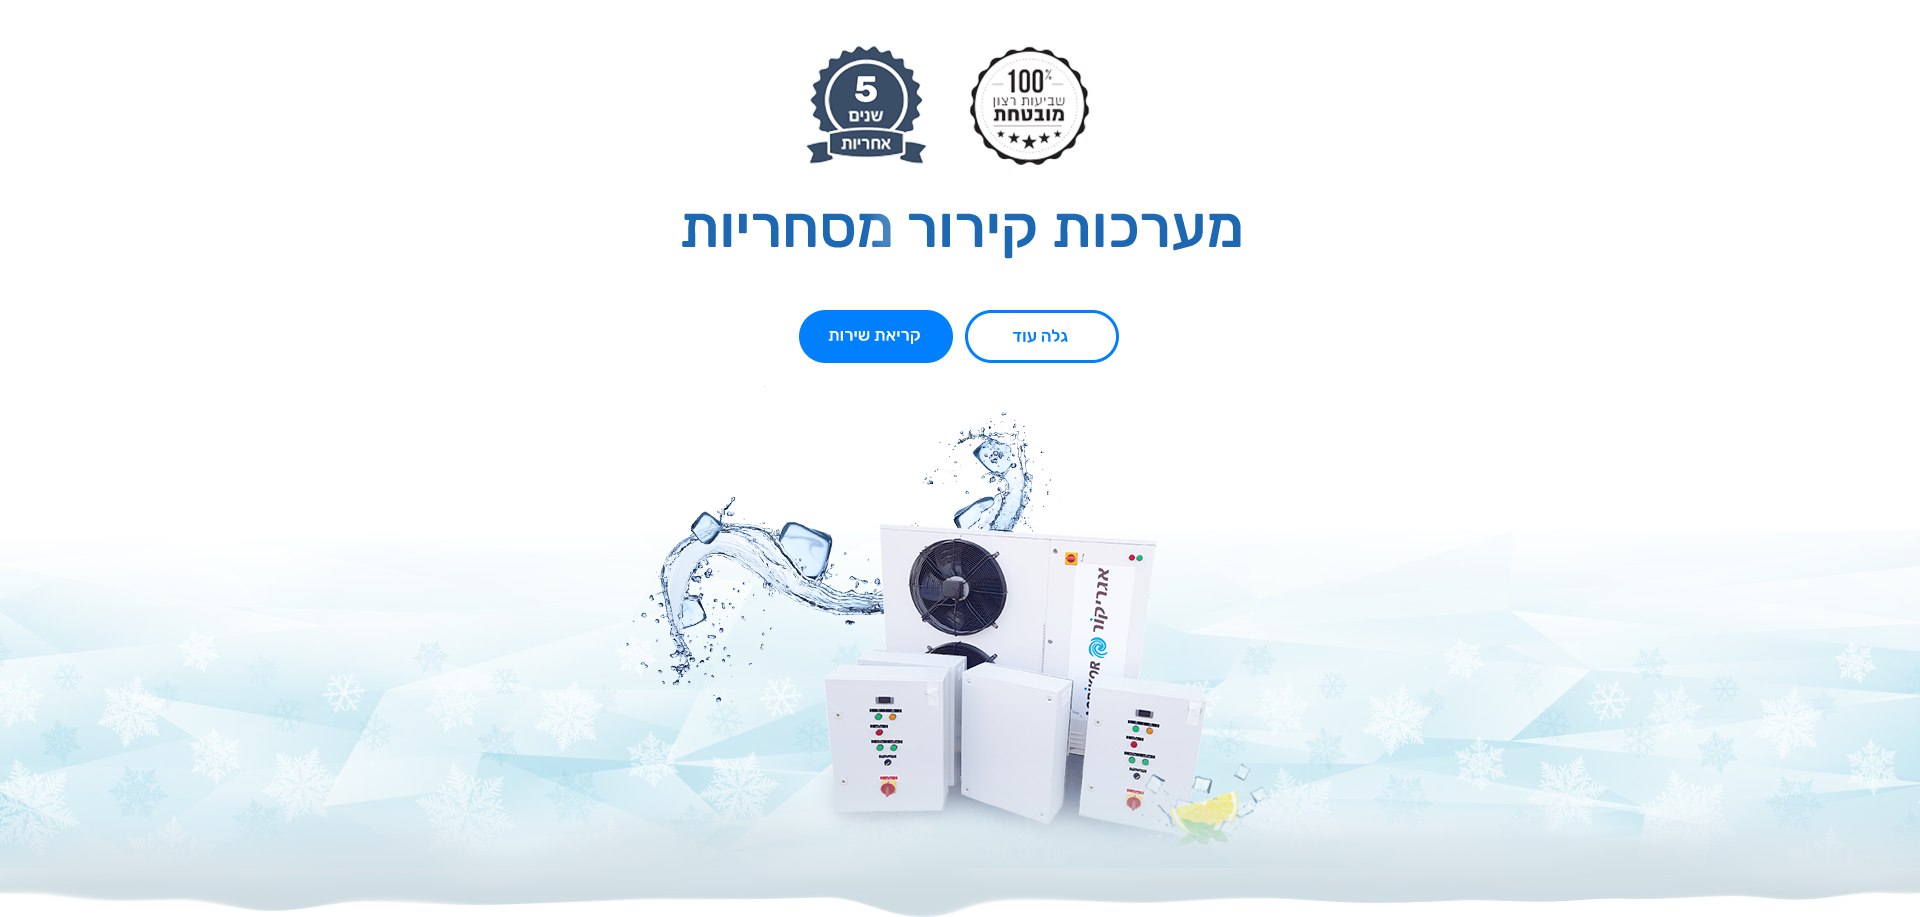 100%
שביעות רצון
מובטחת
5
שנים
אחריות
מערכות קירור מסחריות
גלה עוד
קריאת שירות
אגריקור